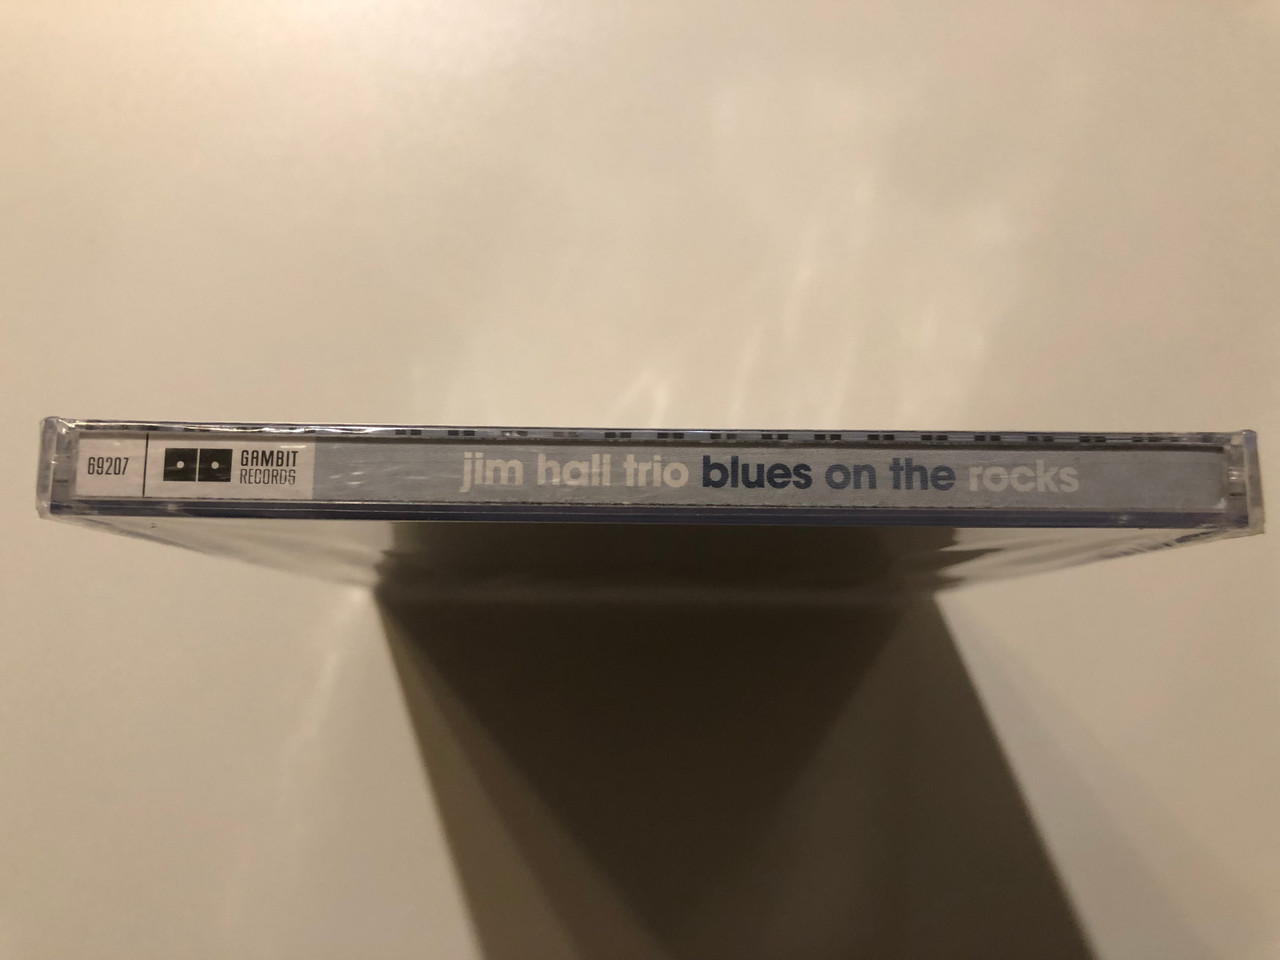 69207
GAMBIT
RECORDS
jim hall trio blues on the rocks